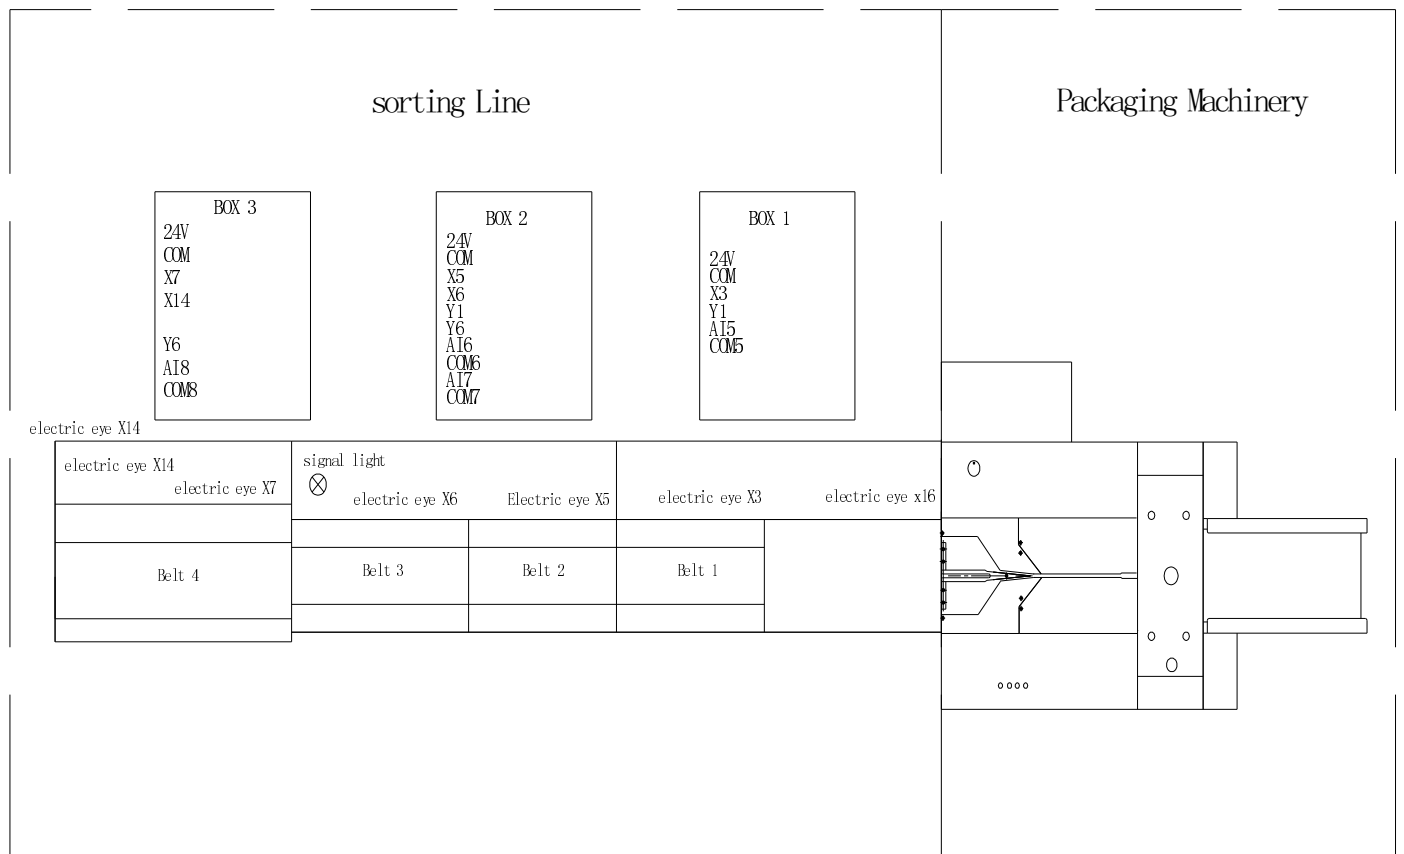 sorting Line
Packaging Machinery
BOX 3
24V
COM
X7
X14
Y6
AI8
COM8
BOX 2
24V
COM
X5
X6
Y1
Y6
AI6
COM6
AI7
COM7
BOX 1
24V
COM
X3
Y1
AI5
COM5
electric eye X14
electric eye X14
electric eye X7
signal light
electric eye X6
Electric eye X5
electric eye X3
electric eye x16
Belt 4
Belt 3
Belt 2
Belt 1